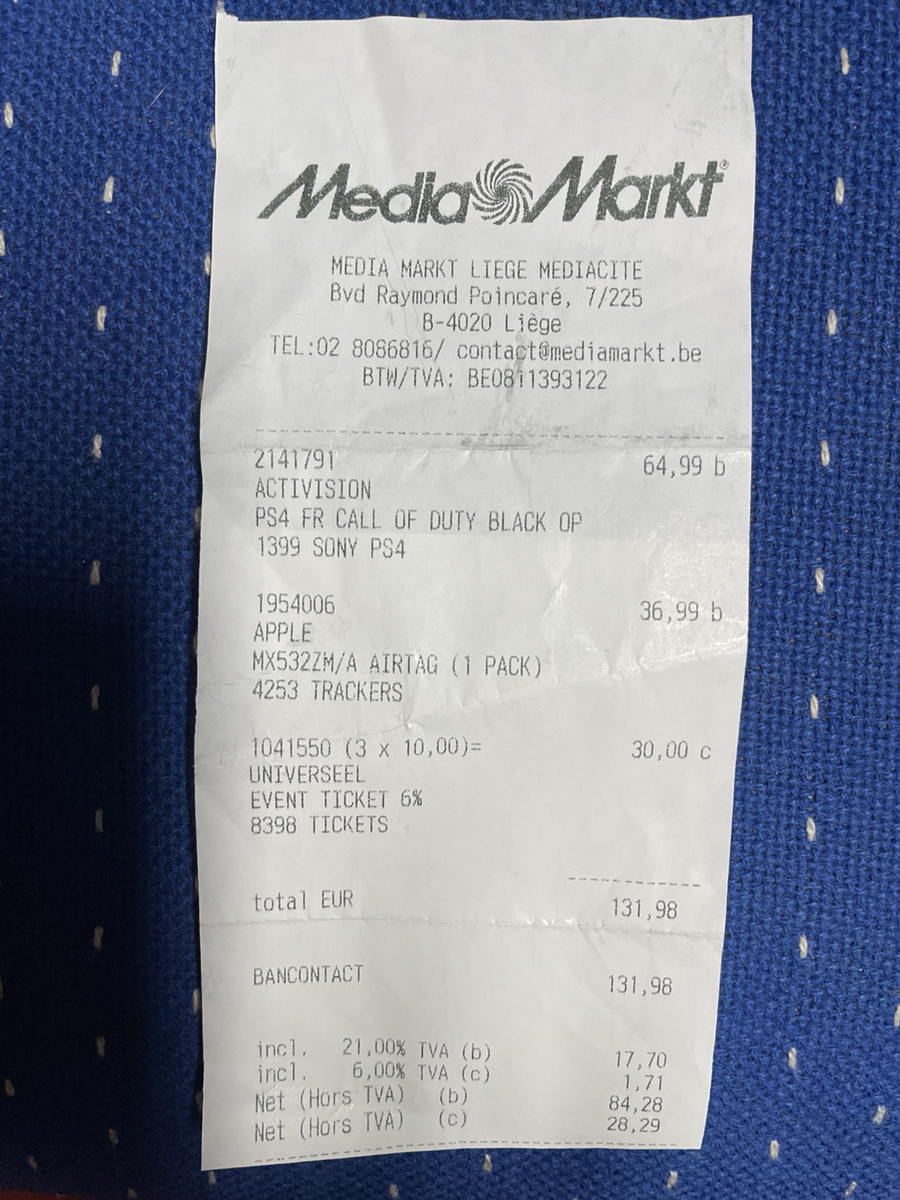 MediaMarkt®
MEDIA MARKT LIEGE MEDIACITE
Bvd Raymond Poincaré, 7/225
B-4020 Liège
TEL:02 8086816/ contact@mediamarkt.be
BTW/TVA: BE0811393122
2141791 64,99 b
ACTIVISION
PS4 FR CALL OF DUTY BLACK OP
1399 SONY PS4
1954006 36,99 b
APPLE
MX532ZM/A AIRTAG (1 PACK)
4253 TRACKERS
1041550 (3 x 10,00)= 30,00 c
UNIVERSEEL
EVENT TICKET 6%
8398 TICKETS
total EUR 131,98
BANCONTACT 131,98
incl. 21,00% TVA (b) 17,70
incl. 6,00% TVA (c) 1,71
Net (Hors TVA) (b) 84,28
Net (Hors TVA) (c) 28,29